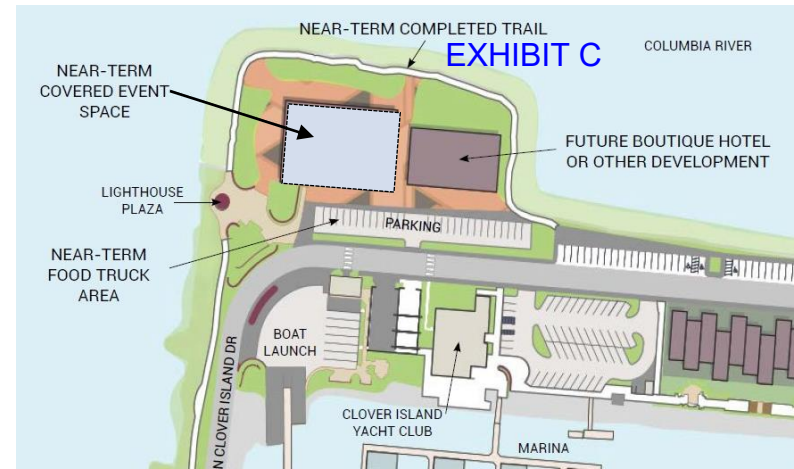 NEAR-TERM COMPLETED TRAIL
EXHIBIT C
COLUMBIA RIVER
NEAR-TERM
COVERED EVENT
SPACE
FUTURE BOUTIQUE HOTEL
OR OTHER DEVELOPMENT
LIGHTHOUSE
PLAZA
PARKING
NEAR-TERM
FOOD TRUCK
AREA
BOAT
LAUNCH
N CLOVER ISLAND DR
CLOVER ISLAND
YACHT CLUB
MARINA